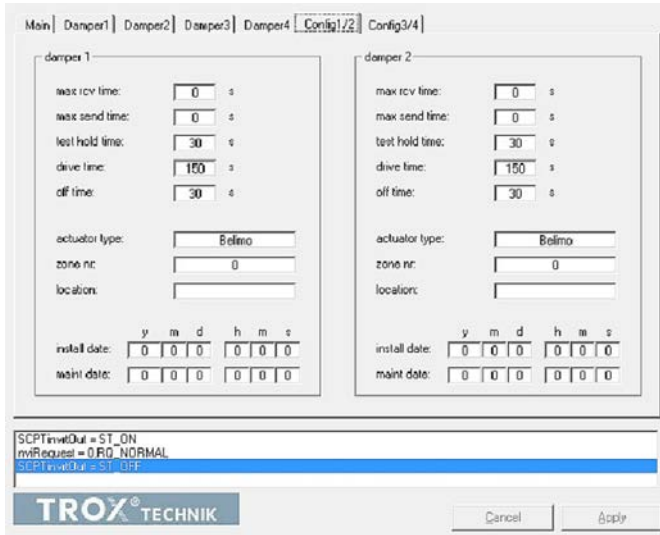 Main Damper1 Damper2 Damper3 Damper4 Config1/2 Config3/4
damper 1
max rcv time: 0 s
max send time: 0 s
test hold time: 30 s
drive time: 150 s
off time: 30 s
actuator type: Belimo
zone nr: 0
location:
y m d h m s
install date: 0 0 0 0 0 0
maint date: 0 0 0 0 0 0
damper 2
max rcv time: 0 s
max send time: 0 s
test hold time: 30 s
drive time: 150 s
off time: 30 s
actuator type: Belimo
zone nr: 0
location:
y m d h m s
install date: 0 0 0 0 0 0
maint date: 0 0 0 0 0 0
SCPTinvrtOut = ST_ON
nviRequest = 0,RQ_NORMAL
SCPTinvrtOut = ST_OFF
TROX® TECHNIK
Cancel Apply